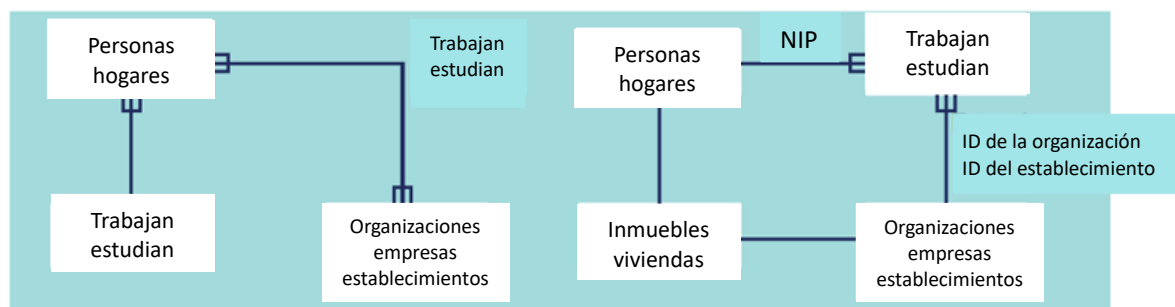 Personas
hogares
Trabajan
estudian
Trabajan
estudian
Organizaciones
empresas
establecimientos
Personas
hogares
NIP
Trabajan
estudian
ID de la organización
ID del establecimiento
Inmuebles
viviendas
Organizaciones
empresas
establecimientos